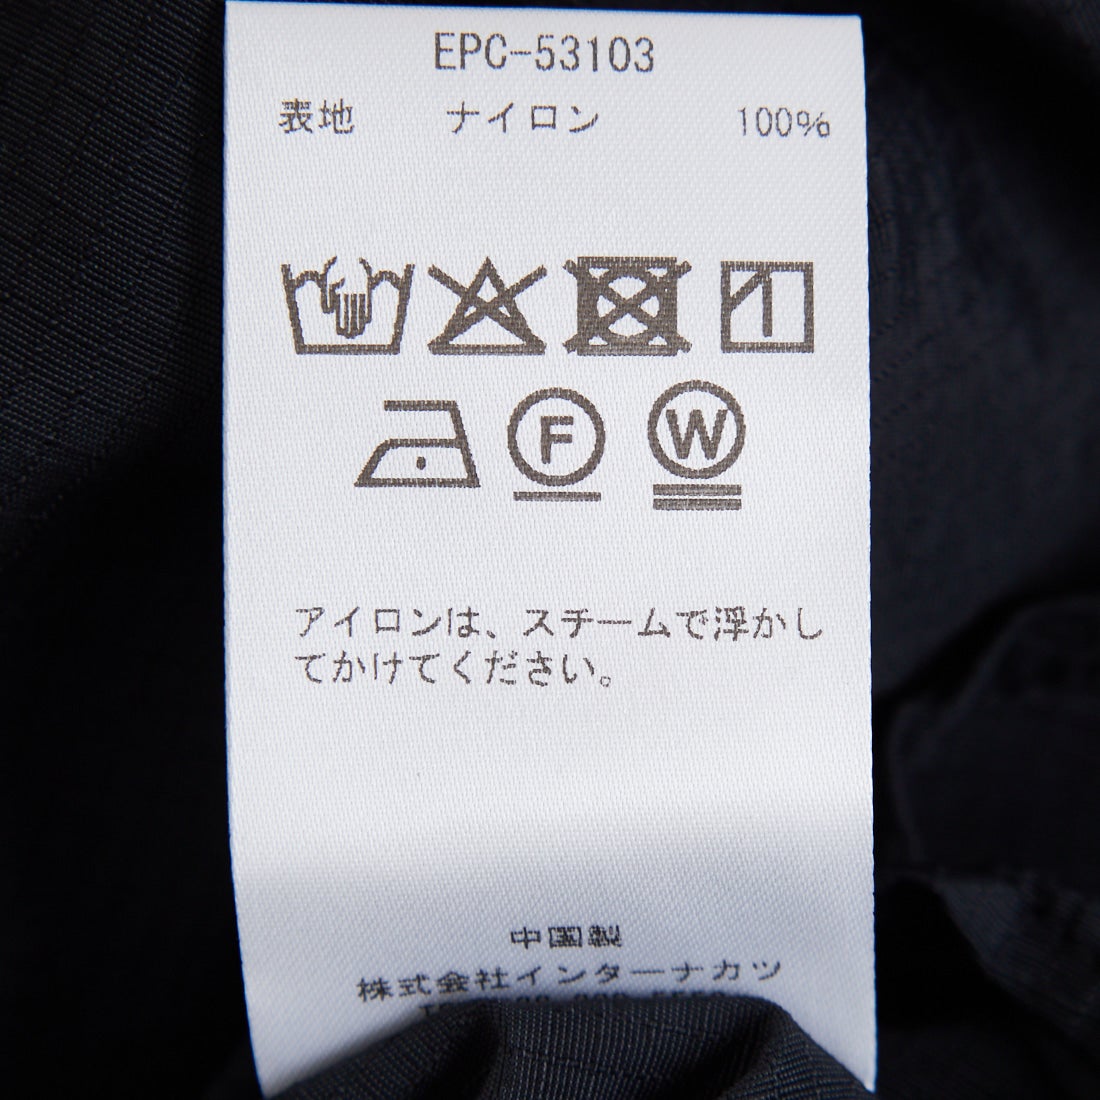 EPC-53103
表地 ナイロン 100%
F W
アイロンは、スチームで浮かし
てかけてください。
中国製
株式会社インターナカツ